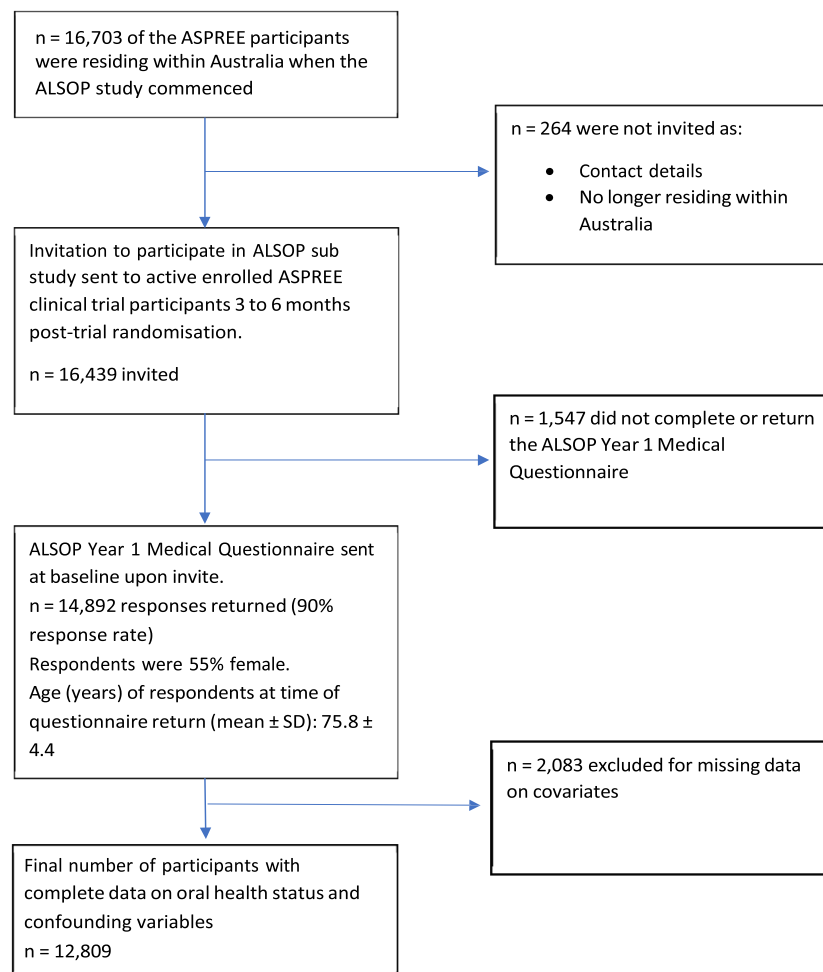 n = 16,703 of the ASPREE participants
were residing within Australia when the
ALSOP study commenced
n = 264 were not invited as:
• Contact details
• No longer residing within
Australia
Invitation to participate in ALSOP sub
study sent to active enrolled ASPREE
clinical trial participants 3 to 6 months
post-trial randomisation.
n = 16,439 invited
n = 1,547 did not complete or return
the ALSOP Year 1 Medical
Questionnaire
ALSOP Year 1 Medical Questionnaire sent
at baseline upon invite.
n = 14,892 responses returned (90%
response rate)
Respondents were 55% female.
Age (years) of respondents at time of
questionnaire return (mean ± SD): 75.8 ±
4.4
n = 2,083 excluded for missing data
on covariates
Final number of participants with
complete data on oral health status and
confounding variables
n = 12,809